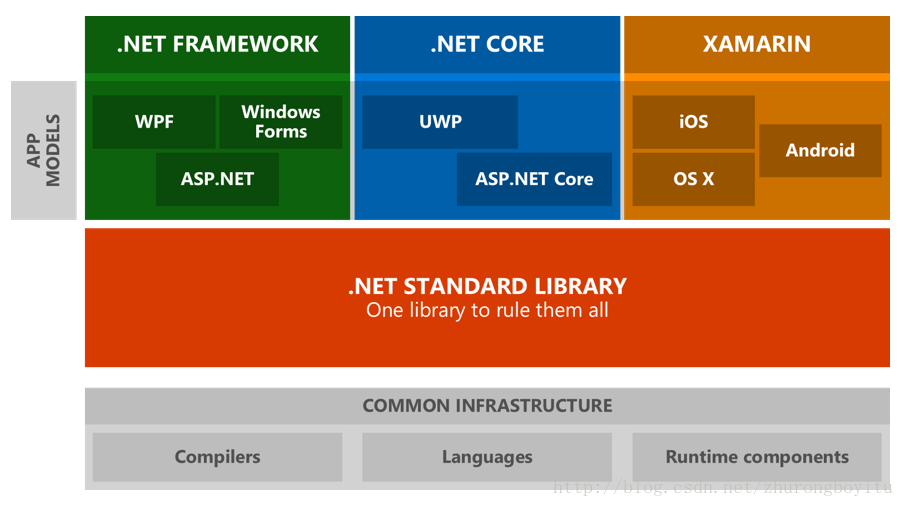 .NET FRAMEWORK
.NET CORE
XAMARIN
APP
MODELS
WPF
Windows
Forms
ASP.NET
UWP
ASP.NET Core
iOS
Android
OS X
.NET STANDARD LIBRARY
One library to rule them all
COMMON INFRASTRUCTURE
Compilers
Languages
Runtime components
http://blog.csdn.net/zhurongboyitu